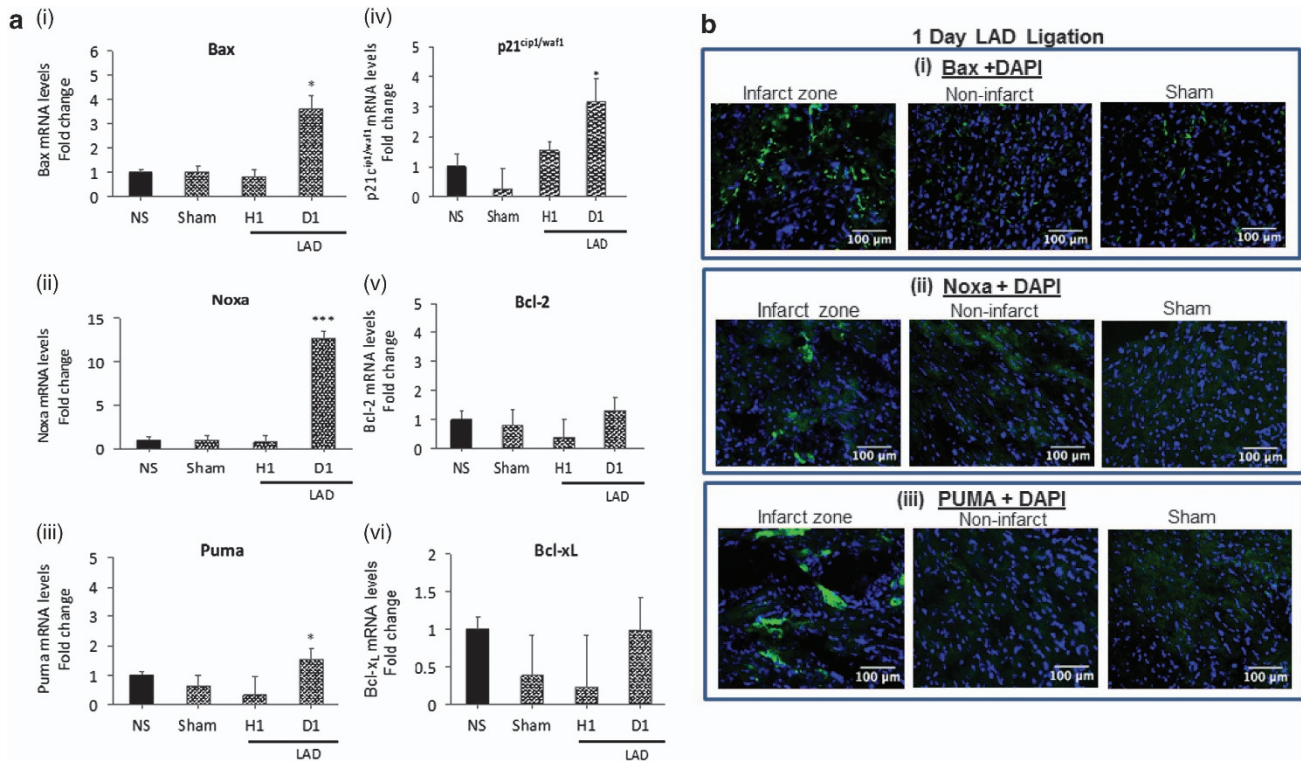 a
(i)
Bax
Bax mRNA levels
Fold change
6
5
4
3
2
1
0
*
NS Sham H1 D1
LAD
(iv)
p21cip1/waf1
p21cip1/waf1 mRNA levels
Fold change
5
4
3
2
1
0
*
NS Sham H1 D1
LAD
(ii)
Noxa
Noxa mRNA levels
Fold change
15
10
5
0
***
NS Sham H1 D1
LAD
(v)
Bcl-2
Bcl-2 mRNA levels
Fold change
5
4
3
2
1
0
NS Sham H1 D1
LAD
(iii)
Puma
Puma mRNA levels
Fold change
5
4
3
2
1
0
*
NS Sham H1 D1
LAD
(vi)
Bcl-xL
Bcl-xL mRNA levels
Fold change
2
1.5
1
0.5
0
NS Sham H1 D1
LAD
b
1 Day LAD Ligation
(i) Bax +DAPI
Infarct zone Non-infarct Sham
100 µm 100 µm 100 µm
(ii) Noxa + DAPI
Infarct zone Non-infarct Sham
100 µm 100 µm 100 µm
(iii) PUMA + DAPI
Infarct zone Non-infarct Sham
100 µm 100 µm 100 µm